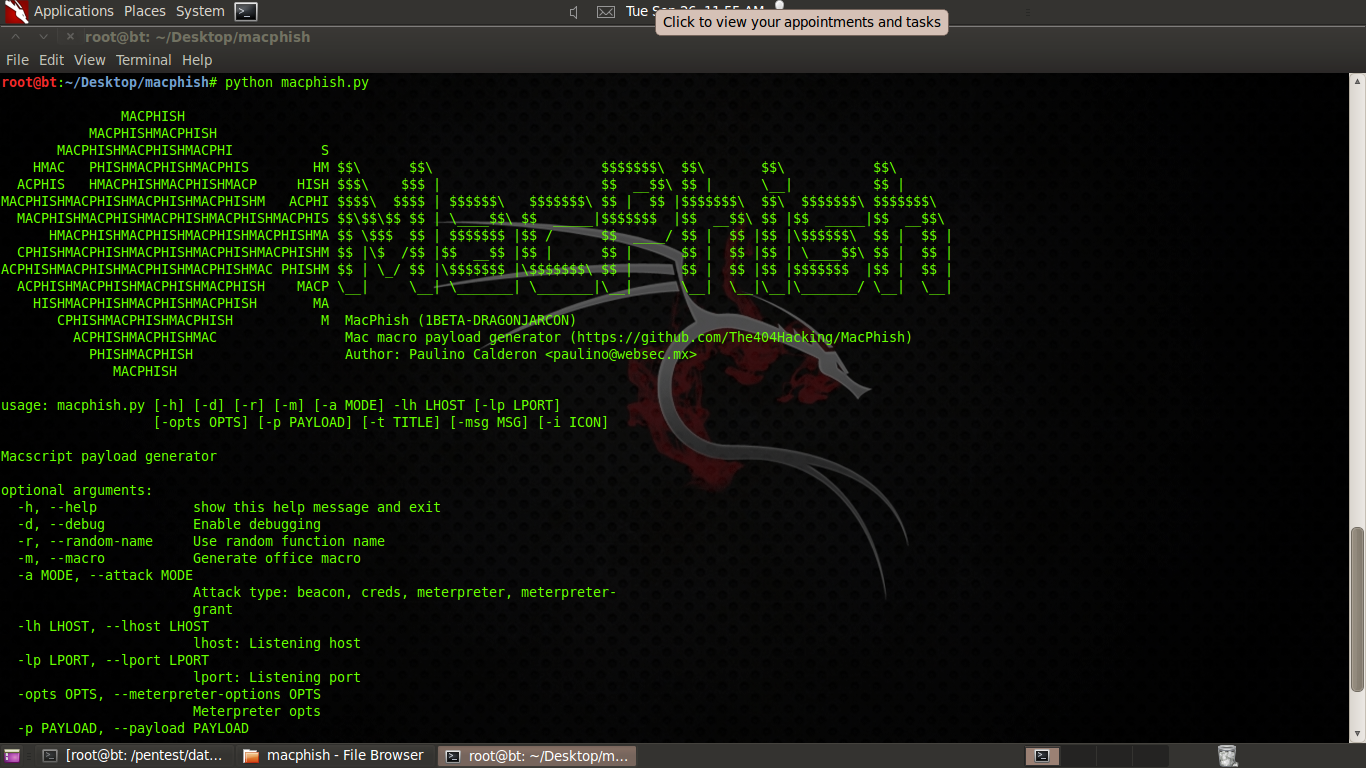 Applications Places System Tue Sep 26, 11:55 AM
Click to view your appointments and tasks
root@bt: ~/Desktop/macphish
File Edit View Terminal Help
root@bt:~/Desktop/macphish# python macphish.py
MACPHISH
MACPHISHMACPHISH
MACPHISHMACPHISHMACPHI S
HMAC PHISHMACPHISHMACPHIS HM $$\ $$\ $$$$$$$\ $$\ $$\ $$\
ACPHIS HMACPHISHMACPHISHMACP HISH $$$\ $$$ | $$ __$$\ $$ | \__| $$ |
MACPHISHMACPHISHMACPHISHMACPHISHM ACPHI $$$$\ $$$$ | $$$$$$\ $$$$$$$\ $$ | $$ |$$$$$$$\ $$\ $$$$$$$\ $$$$$$$\
MACPHISHMACPHISHMACPHISHMACPHISHMACPHIS $$\$$\$$ $$ | \____$$\ $$ _____|$$$$$$$ |$$ __$$\ $$ |$$ _____|$$ __$$\
HMACPHISHMACPHISHMACPHISHMACPHISHMA $$ \$$$ $$ | $$$$$$$ |$$ / $$ ____/ $$ | $$ |$$ |\$$$$$$\ $$ | $$ |
CPHISHMACPHISHMACPHISHMACPHISHMACPHISHM $$ |\$ /$$ |$$ __$$ |$$ | $$ | $$ | $$ |$$ | \____$$\ $$ | $$ |
ACPHISHMACPHISHMACPHISHMACPHISHMAC PHISHM $$ | \_/ $$ |\$$$$$$$ |\$$$$$$$\ $$ | $$ | $$ |$$ |$$$$$$$ |$$ | $$ |
ACPHISHMACPHISHMACPHISHMACPHISH MACP \__| \__| \_______| \_______|\__| \__| \__|\__|\_______/ \__| \__|
HISHMACPHISHMACPHISHMACPHISH MA
CPHISHMACPHISHMACPHISH M MacPhish (1BETA-DRAGONJARCON)
ACPHISHMACPHISHMAC Mac macro payload generator (https://github.com/The404Hacking/MacPhish)
PHISHMACPHISH Author: Paulino Calderon <paulino@websec.mx>
MACPHISH
usage: macphish.py [-h] [-d] [-r] [-m] [-a MODE] -lh LHOST [-lp LPORT]
[-opts OPTS] [-p PAYLOAD] [-t TITLE] [-msg MSG] [-i ICON]
Macscript payload generator
optional arguments:
-h, --help show this help message and exit
-d, --debug Enable debugging
-r, --random-name Use random function name
-m, --macro Generate office macro
-a MODE, --attack MODE
Attack type: beacon, creds, meterpreter, meterpreter-
grant
-lh LHOST, --lhost LHOST
lhost: Listening host
-lp LPORT, --lport LPORT
lport: Listening port
-opts OPTS, --meterpreter-options OPTS
Meterpreter opts
-p PAYLOAD, --payload PAYLOAD
[root@bt: /pentest/dat... macphish - File Browser root@bt: ~/Desktop/m...